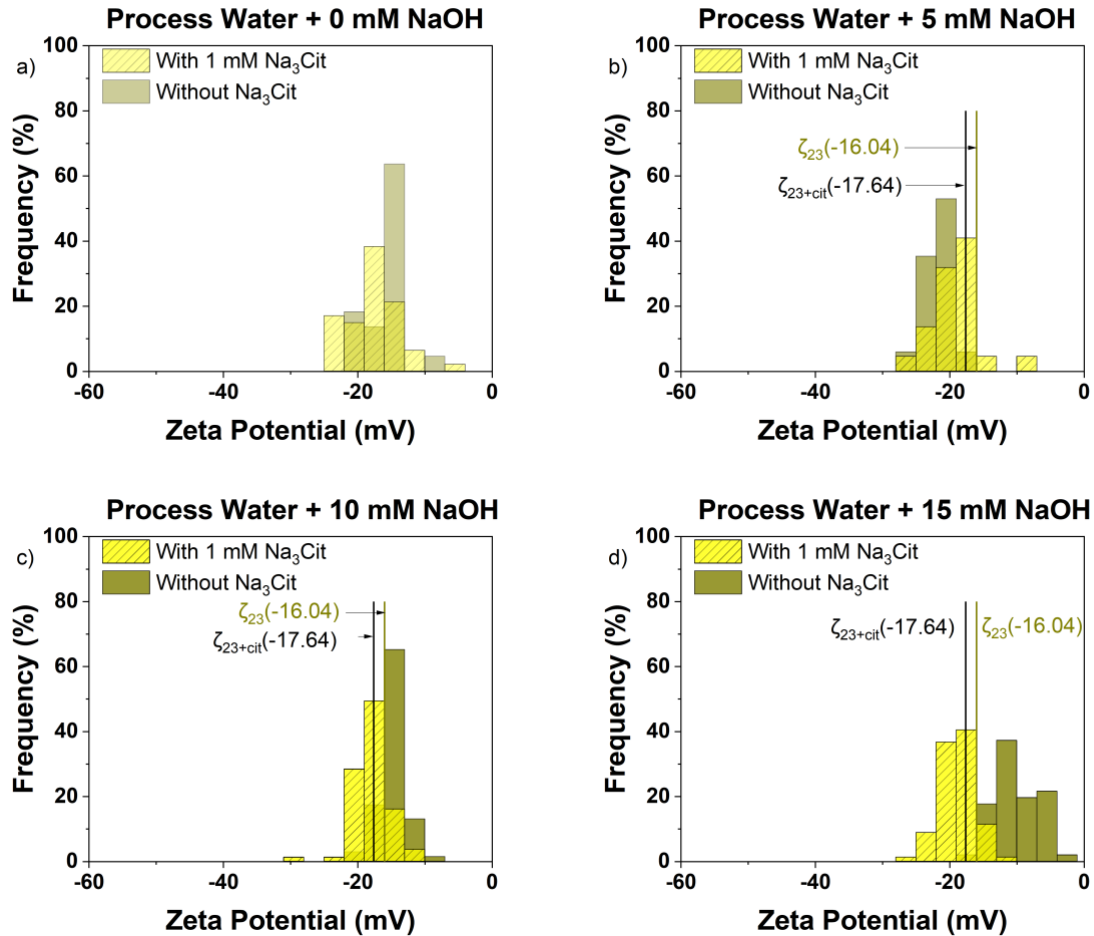 Process Water + 0 mM NaOH
a)
With 1 mM Na₃Cit
Without Na₃Cit
100
80
60
40
20
0
Frequency (%)
-60
-40
-20
0
Zeta Potential (mV)
Process Water + 5 mM NaOH
b)
With 1 mM Na₃Cit
Without Na₃Cit
ζ₂₃(-16.04)
ζ₂₃₊cit(-17.64)
100
80
60
40
20
0
Frequency (%)
-60
-40
-20
0
Zeta Potential (mV)
Process Water + 10 mM NaOH
c)
With 1 mM Na₃Cit
Without Na₃Cit
ζ₂₃(-16.04)
ζ₂₃₊cit(-17.64)
100
80
60
40
20
0
Frequency (%)
-60
-40
-20
0
Zeta Potential (mV)
Process Water + 15 mM NaOH
d)
With 1 mM Na₃Cit
Without Na₃Cit
ζ₂₃₊cit(-17.64) ζ₂₃(-16.04)
100
80
60
40
20
0
Frequency (%)
-60
-40
-20
0
Zeta Potential (mV)